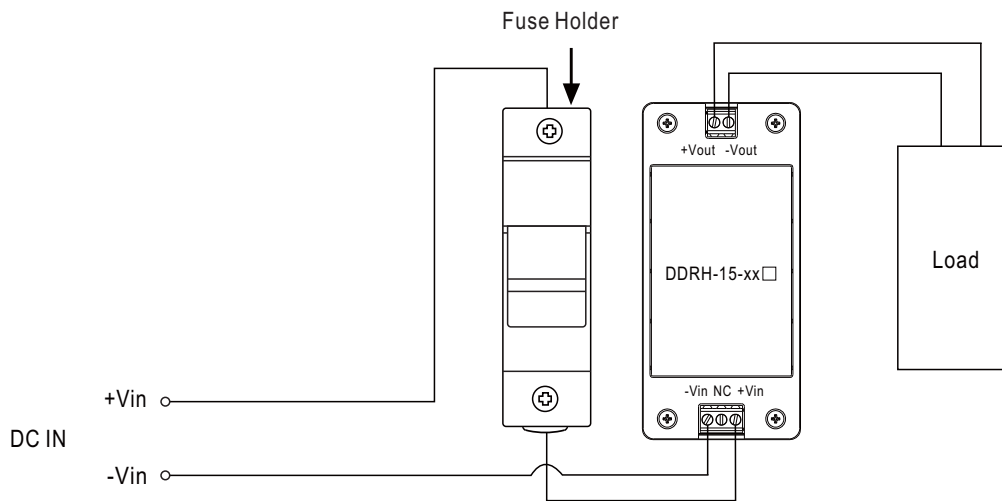 Fuse Holder
+Vout -Vout
DDRH-15-xx□
Load
-Vin NC +Vin
+Vin
DC IN
-Vin